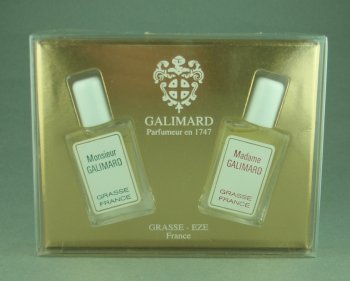 GALIMARD
Parfumeur en 1747
Monsieur
GALIMARD
GRASSE
FRANCE
Madame
GALIMARD
GRASSE
FRANCE
GRASSE - EZE
France